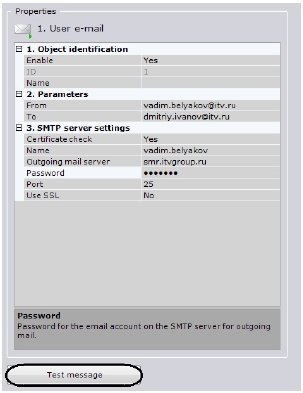 Properties
1. User e-mail
1. Object identification
Enable Yes
ID 1
Name
2. Parameters
From vadim.belyakov@itv.ru
To dmitriy.ivanov@itv.ru
3. SMTP server settings
Certificate check Yes
Name vadim.belyakov
Outgoing mail server smr.itvgroup.ru
Password •••••••
Port 25
Use SSL No
Password
Password for the email account on the SMTP server for outgoing
mail.
Test message